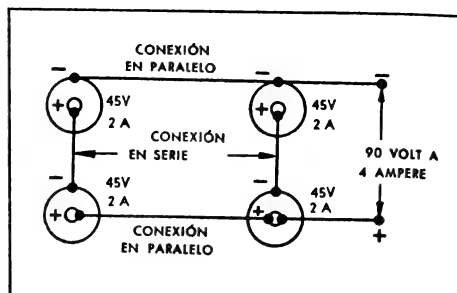 CONEXIÓN
EN PARALELO
− − −
+ 45V + 45V
2 A 2 A
CONEXIÓN
EN SERIE
90 VOLT A
4 AMPERE
− −
+ 45V + 45V
2 A 2 A
+
CONEXIÓN
EN PARALELO